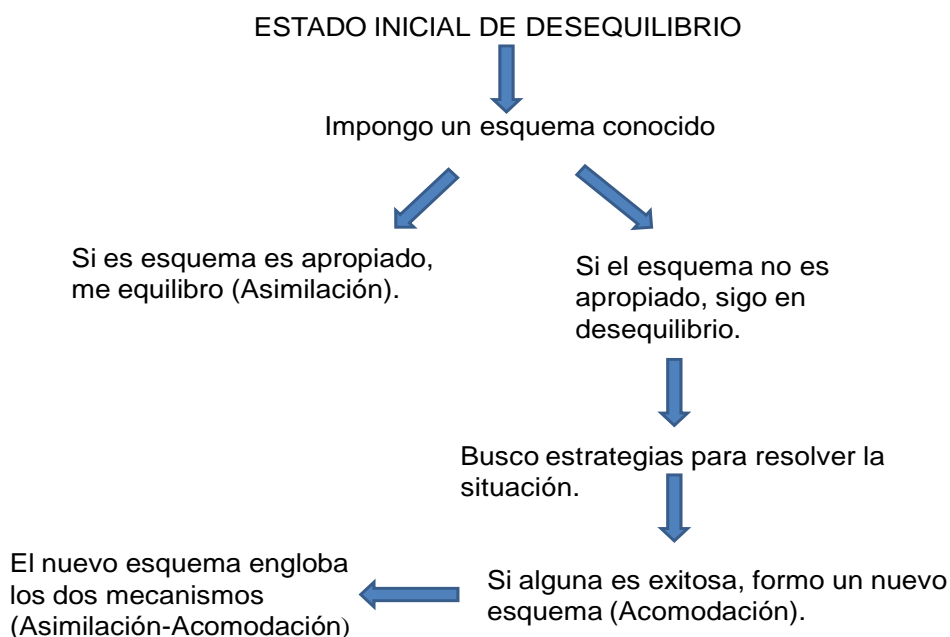 ESTADO INICIAL DE DESEQUILIBRIO
Impongo un esquema conocido
Si es esquema es apropiado,
me equilibro (Asimilación).
Si el esquema no es
apropiado, sigo en
desequilibrio.
Busco estrategias para resolver la
situación.
Si alguna es exitosa, formo un nuevo
esquema (Acomodación).
El nuevo esquema engloba
los dos mecanismos
(Asimilación-Acomodación)